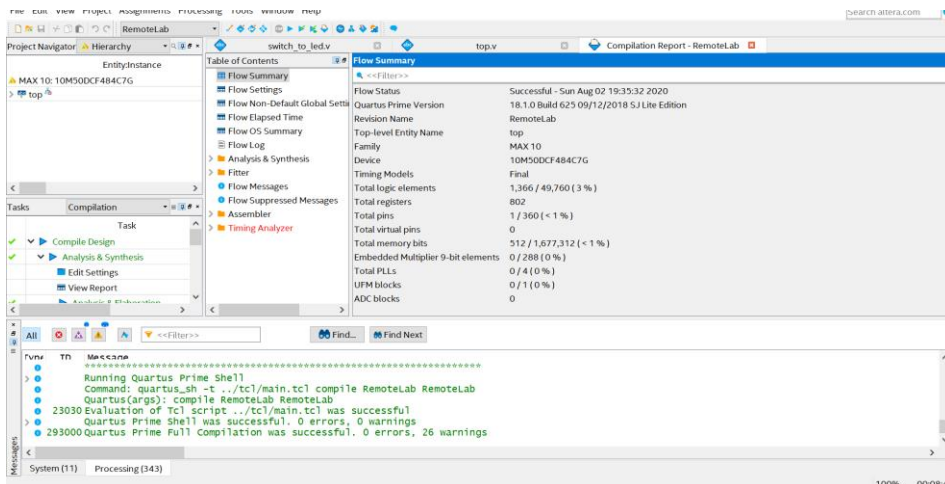 File Edit View Project Assignments Processing Tools Window Help
Search altera.com
RemoteLab
Project Navigator Hierarchy
switch_to_led.v
top.v
Compilation Report - RemoteLab
Entity:Instance
MAX 10: 10M50DCF484C7G
top
Table of Contents
Flow Summary
Flow Settings
Flow Non-Default Global Settin
Flow Elapsed Time
Flow OS Summary
Flow Log
Analysis & Synthesis
Fitter
Flow Messages
Flow Suppressed Messages
Assembler
Timing Analyzer
Flow Summary
<<Filter>>
Flow Status Successful - Sun Aug 02 19:35:32 2020
Quartus Prime Version 18.1.0 Build 625 09/12/2018 SJ Lite Edition
Revision Name RemoteLab
Top-level Entity Name top
Family MAX 10
Device 10M50DCF484C7G
Timing Models Final
Total logic elements 1,366 / 49,760 ( 3 % )
Total registers 802
Total pins 1 / 360 ( < 1 % )
Total virtual pins 0
Total memory bits 512 / 1,677,312 ( < 1 % )
Embedded Multiplier 9-bit elements 0 / 288 ( 0 % )
Total PLLs 0 / 4 ( 0 % )
UFM blocks 0 / 1 ( 0 % )
ADC blocks 0
Tasks Compilation
Task
Compile Design
Analysis & Synthesis
Edit Settings
View Report
Analysis & Elaboration
All <<Filter>> Find... Find Next
Type ID Message
*******************************************************************
Running Quartus Prime Shell
Command: quartus_sh -t ../tcl/main.tcl compile RemoteLab RemoteLab
Quartus(args): compile RemoteLab RemoteLab
23030 Evaluation of Tcl script ../tcl/main.tcl was successful
Quartus Prime Shell was successful. 0 errors, 0 warnings
293000 Quartus Prime Full Compilation was successful. 0 errors, 26 warnings
Messages
System (11) Processing (343)
100%